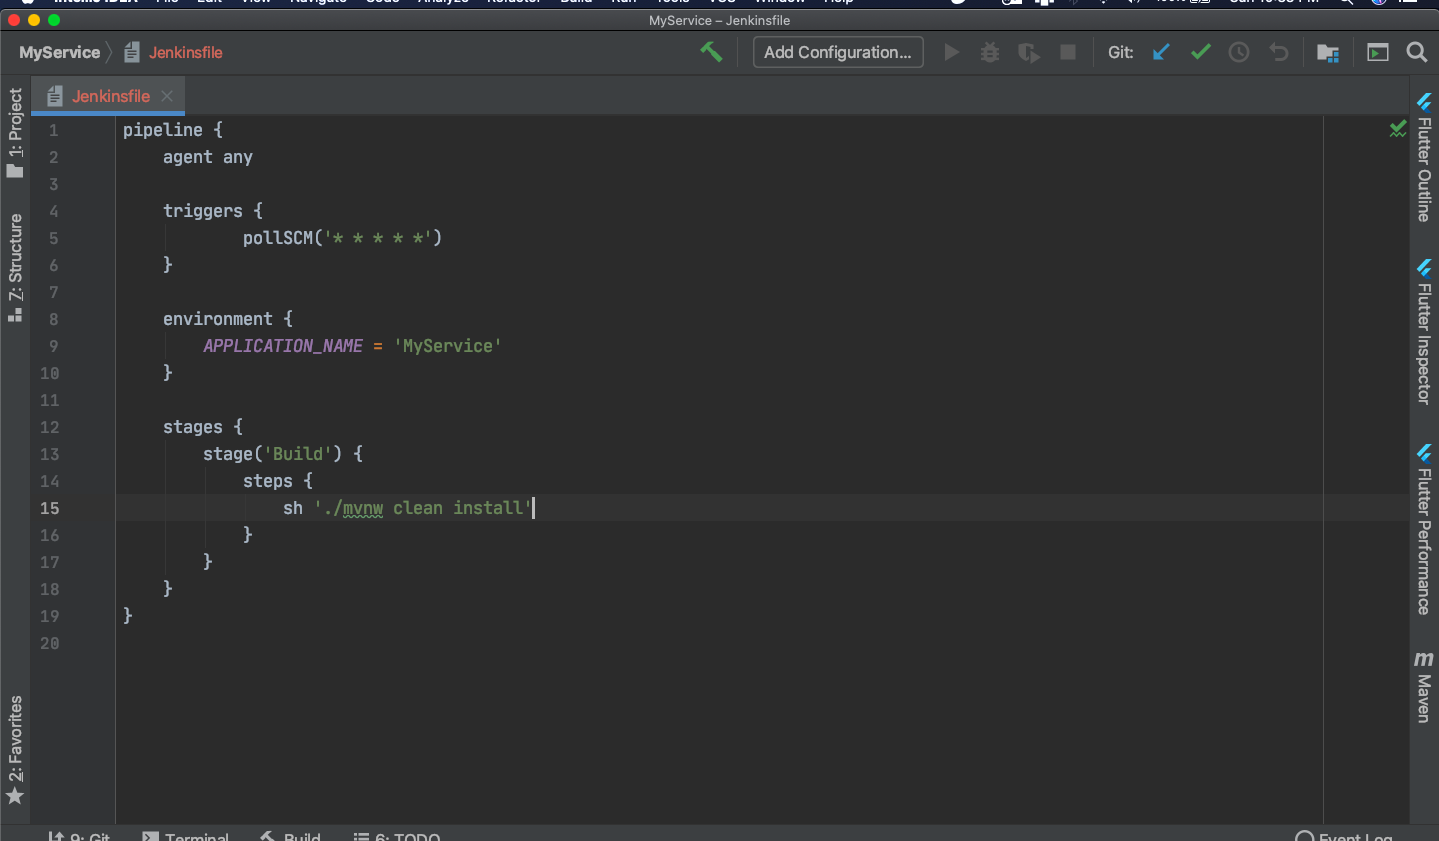 MyService – Jenkinsfile
MyService Jenkinsfile Add Configuration... Git:
Jenkinsfile
1 pipeline {
2 agent any
3
4 triggers {
5 pollSCM('* * * * *')
6 }
7
8 environment {
9 APPLICATION_NAME = 'MyService'
10 }
11
12 stages {
13 stage('Build') {
14 steps {
15 sh './mvnw clean install'
16 }
17 }
18 }
19 }
20
1: Project
7: Structure
2: Favorites
Flutter Outline
Flutter Inspector
Flutter Performance
m Maven
9: Git Terminal Build 6: TODO Event Log